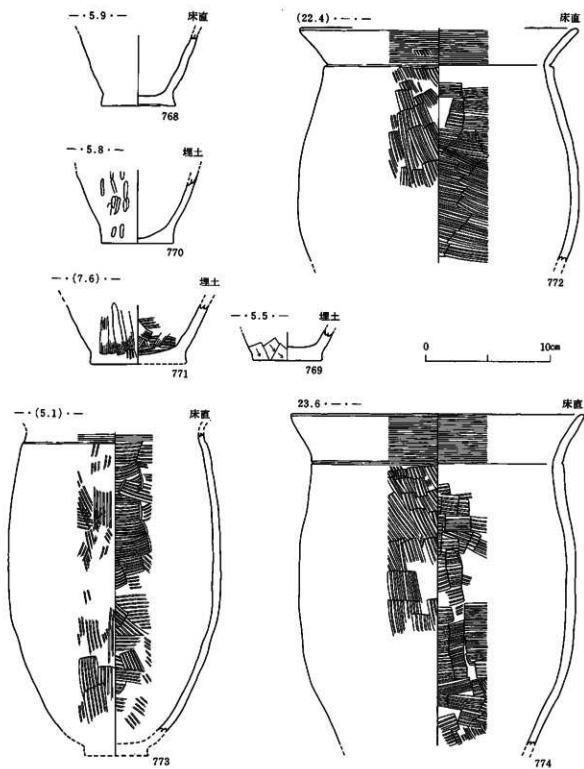 —・5.9・— 床直
768
—・5.8・— 埋土
770
—・(7.6)・— 埋土
771
—・5.5・— 埋土
769
(22.4)・—・— 床直
772
0 10cm
—・(5.1)・— 床直
773
23.6・—・— 床直
774